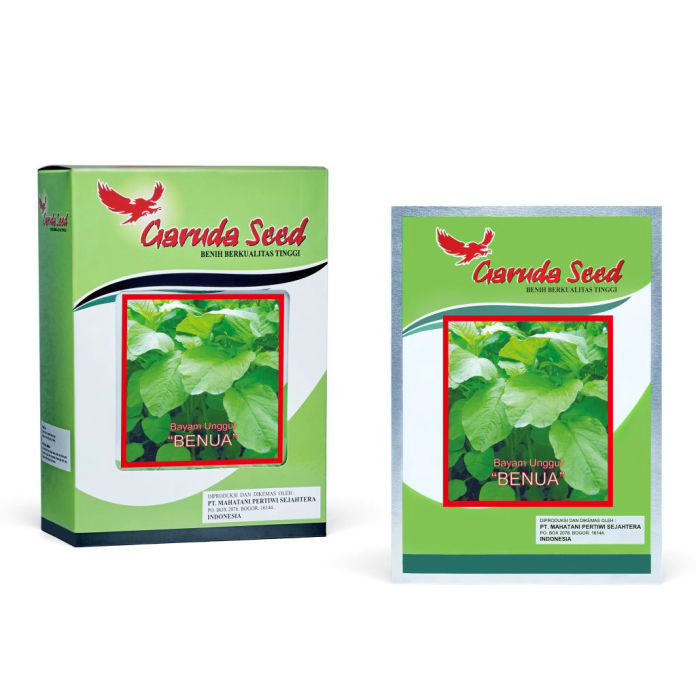 Garuda Seed
BENIH BERKUALITAS TINGGI
Bayam Unggul
"BENUA"
DIPRODUKSI DAN DIKEMAS OLEH :
PT. MAHATANI PERTIWI SEJAHTERA
PO. BOX 2076. BOGOR. 16144.
INDONESIA
Garuda Seed
Garuda Seed
BENIH BERKUALITAS TINGGI
Bayam Unggul
"BENUA"
DIPRODUKSI DAN DIKEMAS OLEH :
PT. MAHATANI PERTIWI SEJAHTERA
PO. BOX 2076. BOGOR. 16144.
INDONESIA